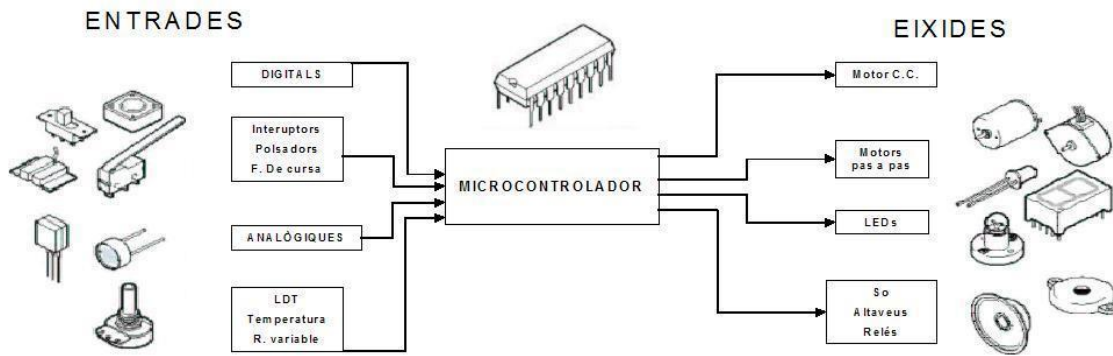 ENTRADES
EIXIDES
DIGITALS
Interuptors
Polsadors
F. De cursa
ANALÒGIQUES
LDT
Temperatura
R. variable
MICROCONTROLADOR
Motor C.C.
Motors
pas a pas
LEDs
So
Altaveus
Relés